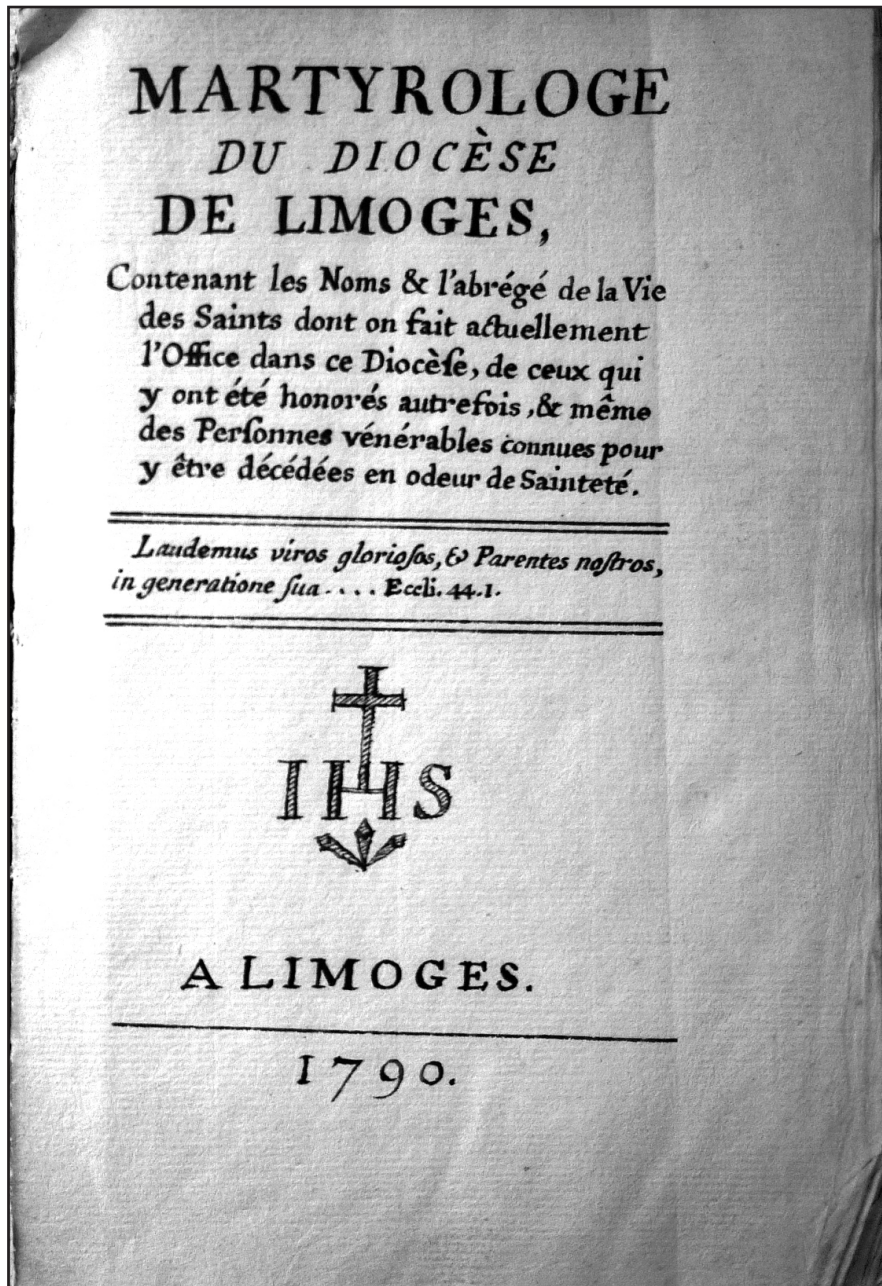 MARTYROLOGE
DU DIOCÈSE
DE LIMOGES,
Contenant les Noms & l'abrégé de la Vie
des Saints dont on fait actuellement
l'Office dans ce Diocèſe, de ceux qui
y ont été honorés autrefois, & même
des Perſonnes vénérables connues pour
y être décédées en odeur de Sainteté.
Laudemus viros glorioſos, & Parentes noſtros,
in generatione ſua .... Eccli. 44.1.
IHS
A LIMOGES.
1790.